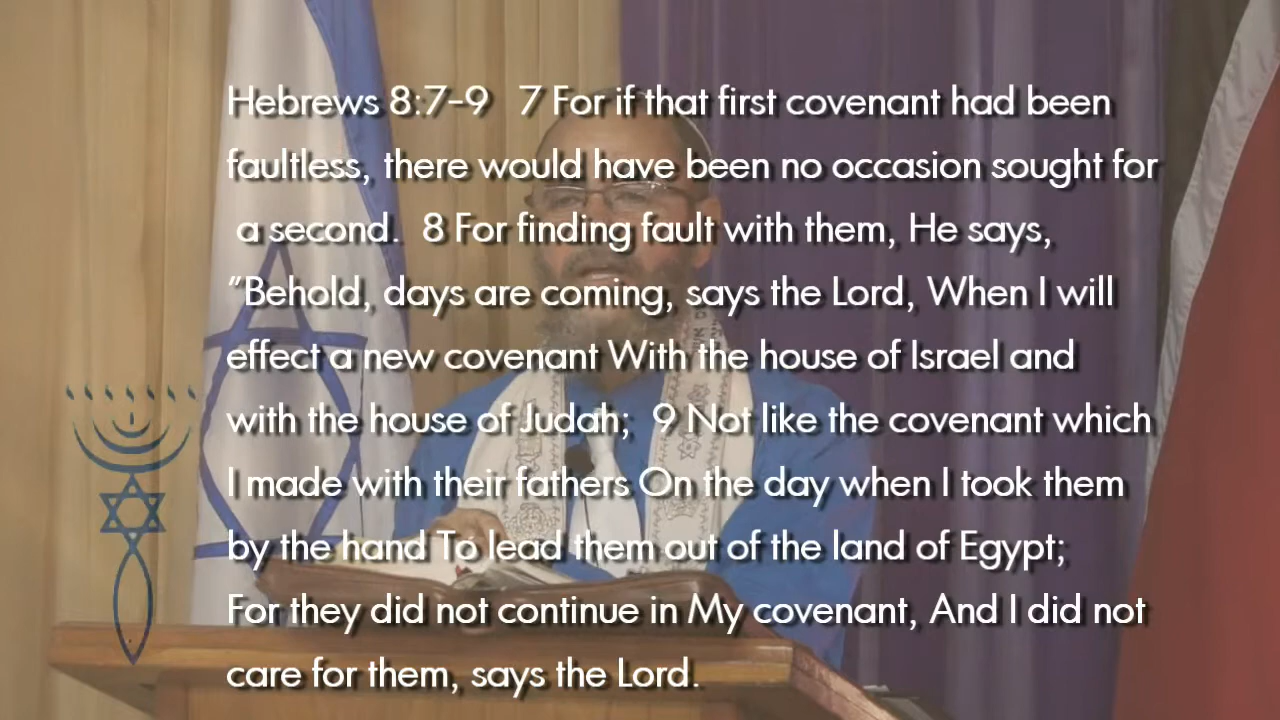 Hebrews 8:7-9 7 For if that first covenant had been
faultless, there would have been no occasion sought for
a second. 8 For finding fault with them, He says,
"Behold, days are coming, says the Lord, When I will
effect a new covenant With the house of Israel and
with the house of Judah; 9 Not like the covenant which
I made with their fathers On the day when I took them
by the hand To lead them out of the land of Egypt;
For they did not continue in My covenant, And I did not
care for them, says the Lord.